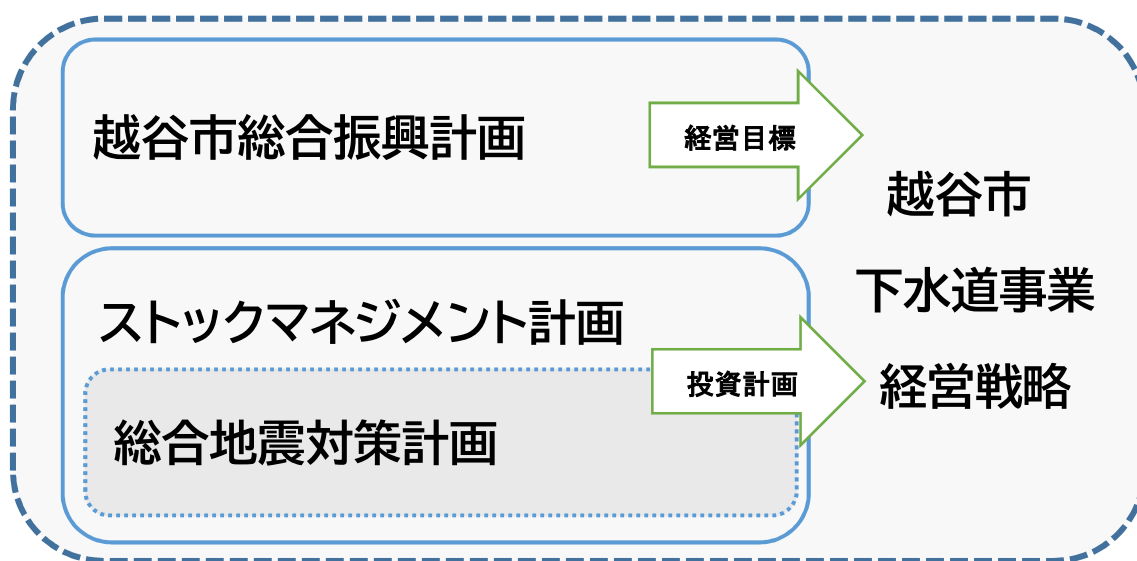 越谷市総合振興計画
経営目標
ストックマネジメント計画
総合地震対策計画
投資計画
越谷市
下水道事業
経営戦略